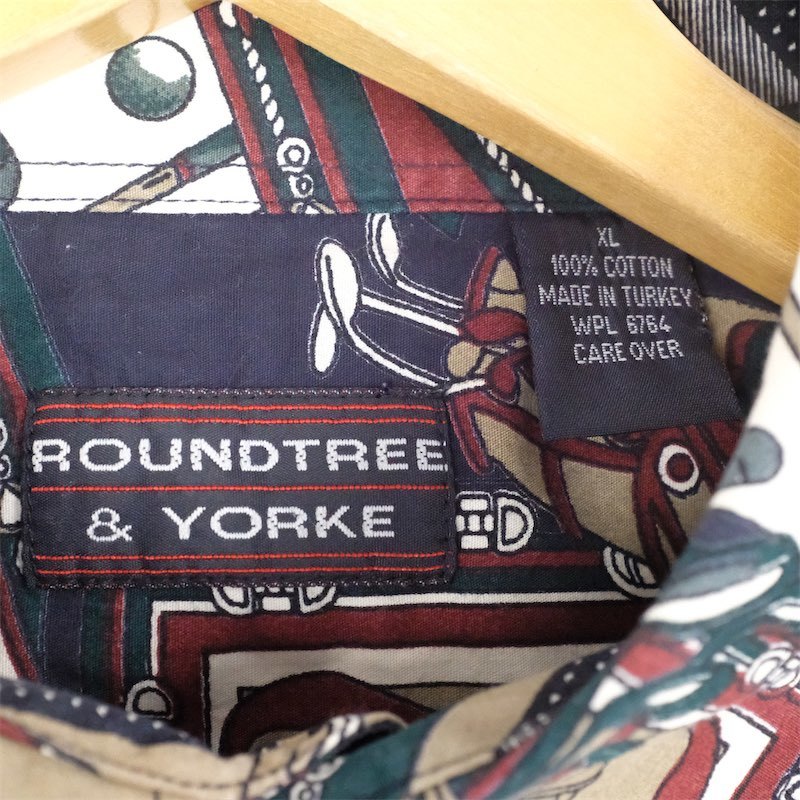 XL
100% COTTON
MADE IN TURKEY
WPL 6764
CARE OVER
ROUNDTREE
& YORKE